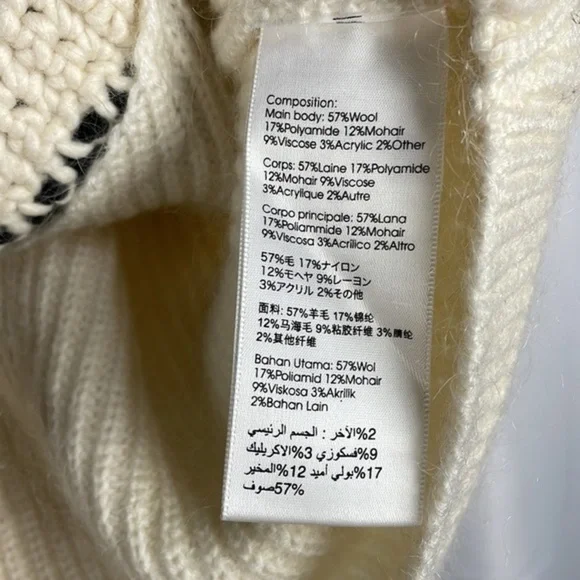 Composition:
Main body: 57%Wool
17%Polyamide 12%Mohair
9%Viscose 3%Acrylic 2%Other
Corps: 57%Laine 17%Polyamide
12%Mohair 9%Viscose
3%Acrylique 2%Autre
Corpo principale: 57%Lana
17%Poliammide 12%Mohair
9%Viscosa 3%Acrilico 2%Altro
57%毛 17%ナイロン
12%モヘヤ 9%レーヨン
3%アクリル 2%その他
面料: 57%羊毛 17%锦纶
12%马海毛 9%粘胶纤维 3%腈纶
2%其他纤维
Bahan Utama: 57%Wol
17%Poliamid 12%Mohair
9%Viskosa 3%Akrilik
2%Bahan Lain
2%الآخر : الجسم الرئيسي
9%فسكوزي 3%الاكريليك
17%بولي أميد 12%المخير
57%صوف